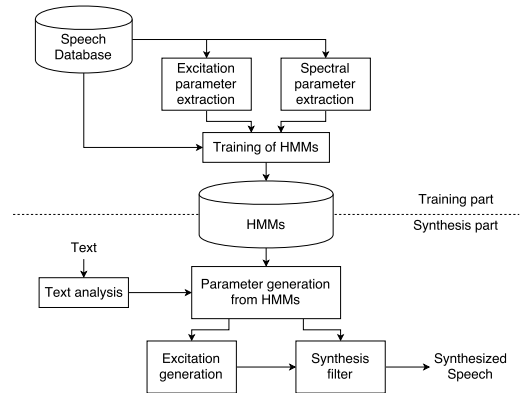 Speech
Database
Excitation
parameter
extraction
Spectral
parameter
extraction
Training of HMMs
Training part
HMMs
Synthesis part
Text
Text analysis
Parameter generation
from HMMs
Excitation
generation
Synthesis
filter
Synthesized
Speech